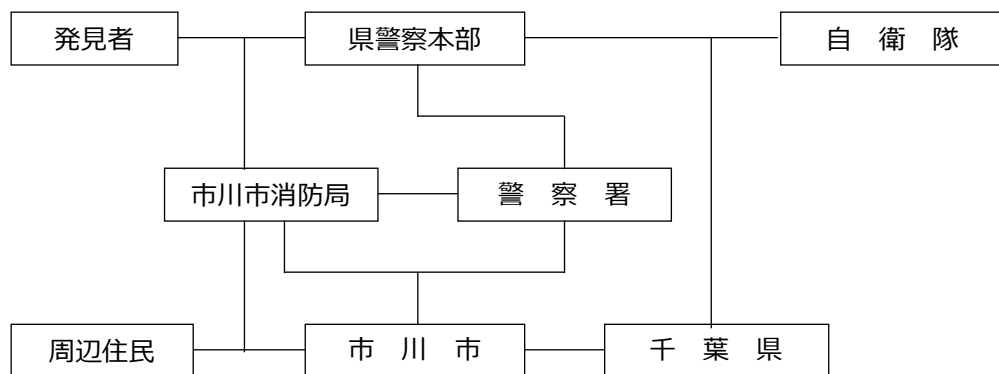 発見者
県警察本部
自　衛　隊
市川市消防局
警　察　署
周辺住民
市　川　市
千　葉　県